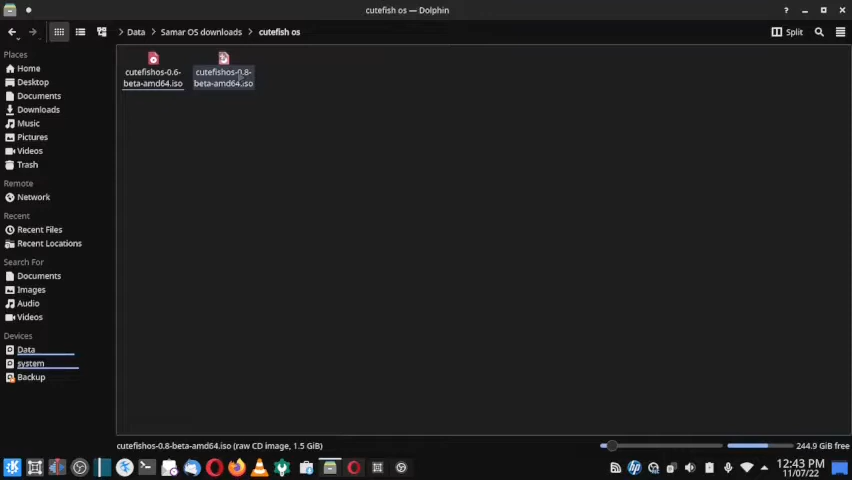 cutefish os — Dolphin
Data
Samar OS downloads
cutefish os
Split
Places
Home
Desktop
Documents
Downloads
Music
Pictures
Videos
Trash
Remote
Network
Recent
Recent Files
Recent Locations
Search For
Documents
Images
Audio
Videos
Devices
Data
system
Backup
cutefishos-0.6-
beta-amd64.iso
cutefishos-0.8-
beta-amd64.iso
cutefishos-0.8-beta-amd64.iso (raw CD image, 1.5 GiB)
244.9 GiB free
12:43 PM
11/07/22